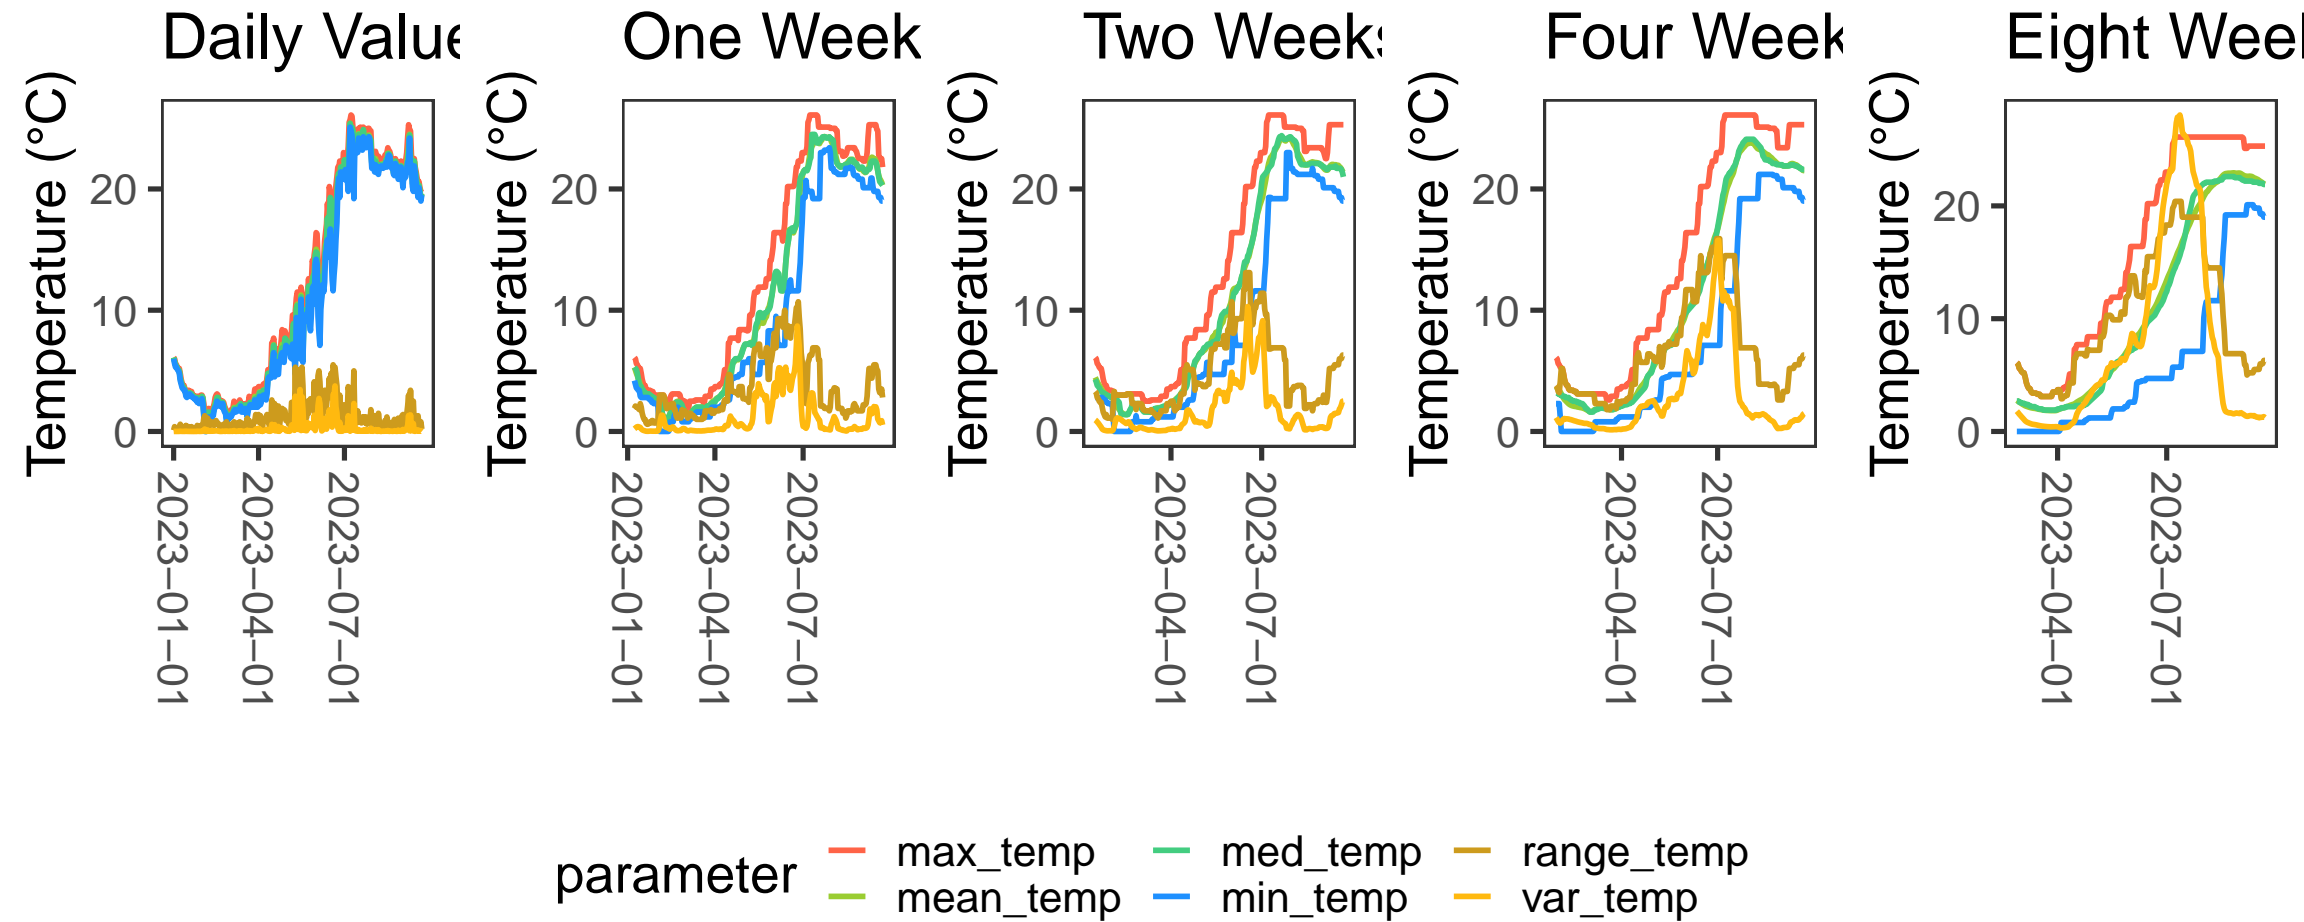 Daily Value
One Week
Two Weeks
Four Week
Eight Weel
Temperature (°C)
20
10
0
2023−01−01
2023−04−01
2023−07−01
Temperature (°C)
20
10
0
2023−01−01
2023−04−01
2023−07−01
Temperature (°C)
20
10
0
2023−04−01
2023−07−01
Temperature (°C)
20
10
0
2023−04−01
2023−07−01
Temperature (°C)
20
10
0
2023−04−01
2023−07−01
parameter
max_temp
mean_temp
med_temp
min_temp
range_temp
var_temp